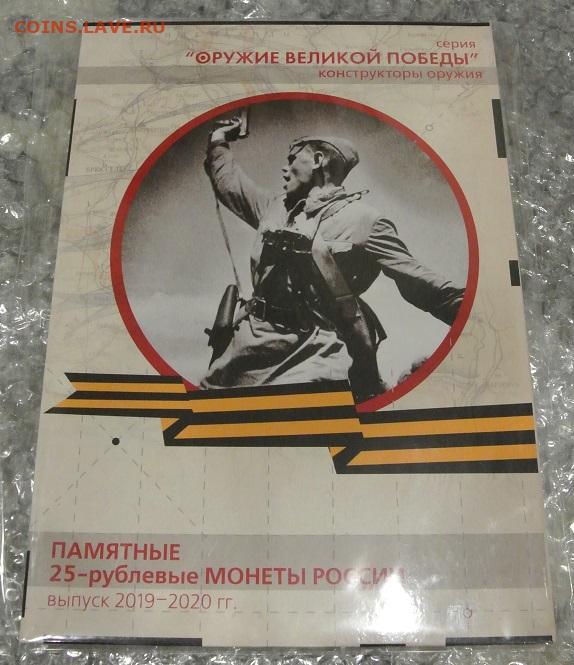 COINS.LAVE.RU
серия
"ОРУЖИЕ ВЕЛИКОЙ ПОБЕДЫ"
конструкторы оружия
ПАМЯТНЫЕ
25-рублевые МОНЕТЫ РОССИИ
выпуск 2019-2020 гг.